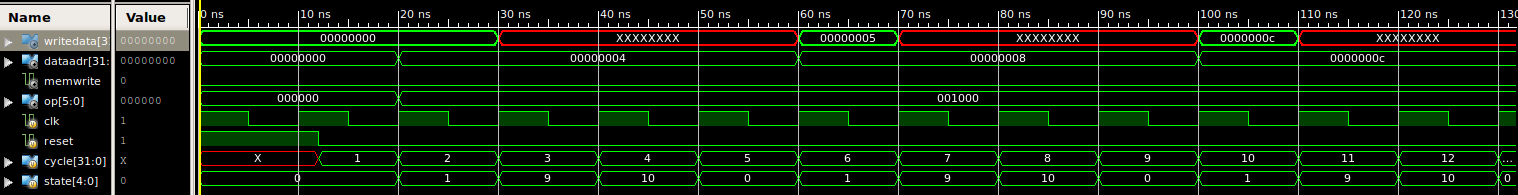 Name Value 0 ns 10 ns 20 ns 30 ns 40 ns 50 ns 60 ns 70 ns 80 ns 90 ns 100 ns 110 ns 120 ns 130
writedata[31 00000000 00000000 XXXXXXXX 00000005 XXXXXXXX 0000000c XXXXXXXX
dataadr[31: 00000000 00000000 00000004 00000008 0000000c
memwrite 0
op[5:0] 000000 000000 001000
clk 1
reset 1
cycle[31:0] X X 1 2 3 4 5 6 7 8 9 10 11 12 ...
state[4:0] 0 0 1 9 10 0 1 9 10 0 1 9 10 0